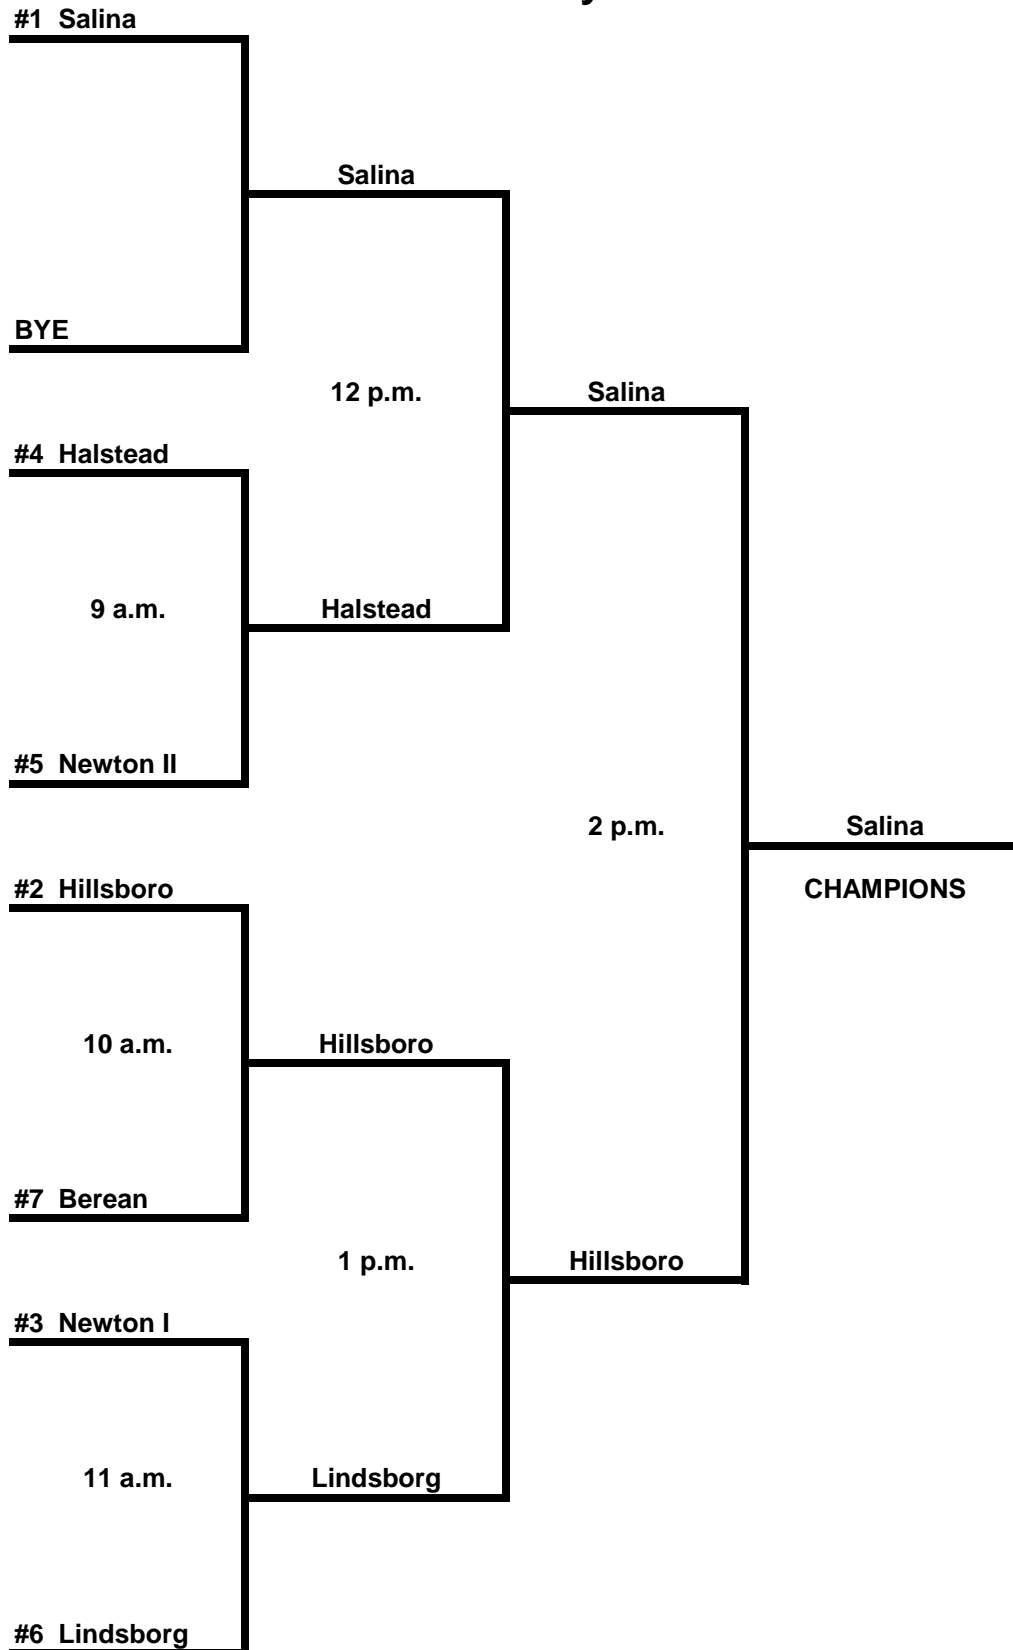 #1 Salina
Salina
BYE
12 p.m.
Salina
#4 Halstead
9 a.m.
Halstead
#5 Newton II
2 p.m.
Salina
#2 Hillsboro
CHAMPIONS
10 a.m.
Hillsboro
#7 Berean
1 p.m.
Hillsboro
#3 Newton I
11 a.m.
Lindsborg
#6 Lindsborg